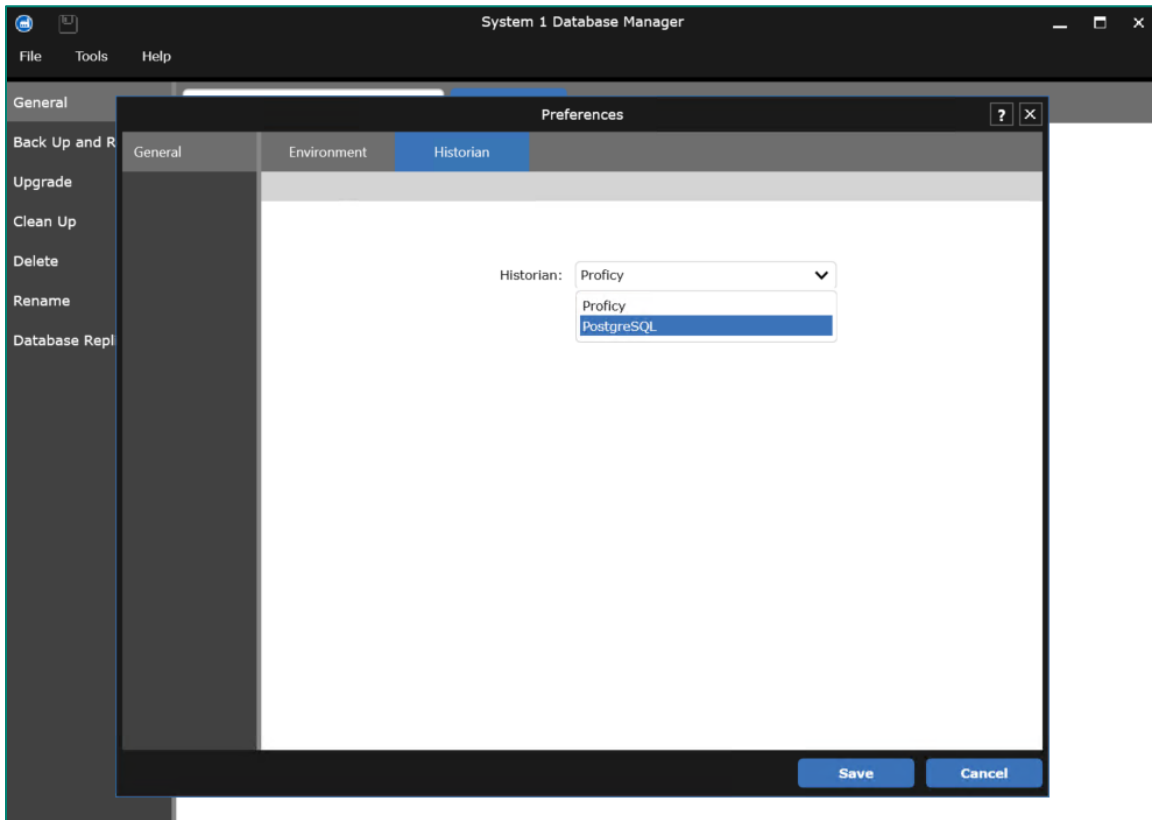 System 1 Database Manager
File Tools Help
General
Back Up and R
Upgrade
Clean Up
Delete
Rename
Database Repl
Preferences
?
General
Environment Historian
Historian: Proficy
Proficy
PostgreSQL
Save Cancel